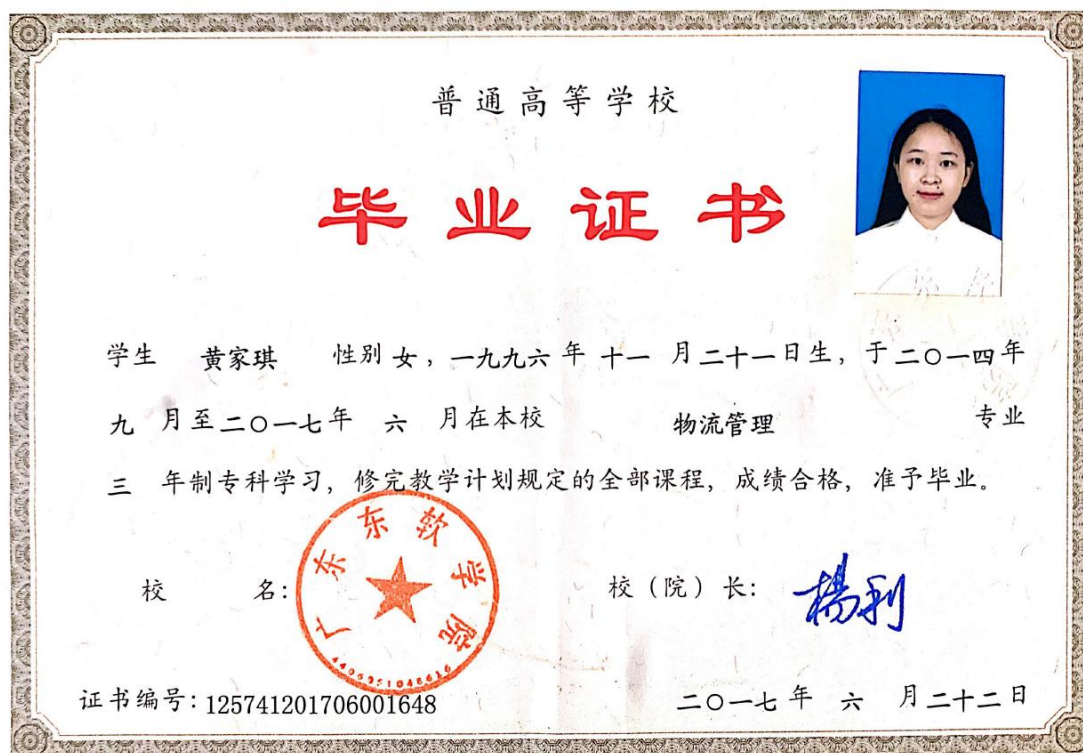 普通高等学校
毕业证书
学生 黄家琪 性别 女，一九九六 年 十一 月 二十一 日生，于 二〇一四 年
九 月至 二〇一七 年 六 月在本校 物流管理 专业
三 年制专科学习，修完教学计划规定的全部课程，成绩合格，准予毕业。
校 名：
广东东软学院
校（院）长： 楊利
证书编号：125741201706001648
二〇一七 年 六 月二十二日